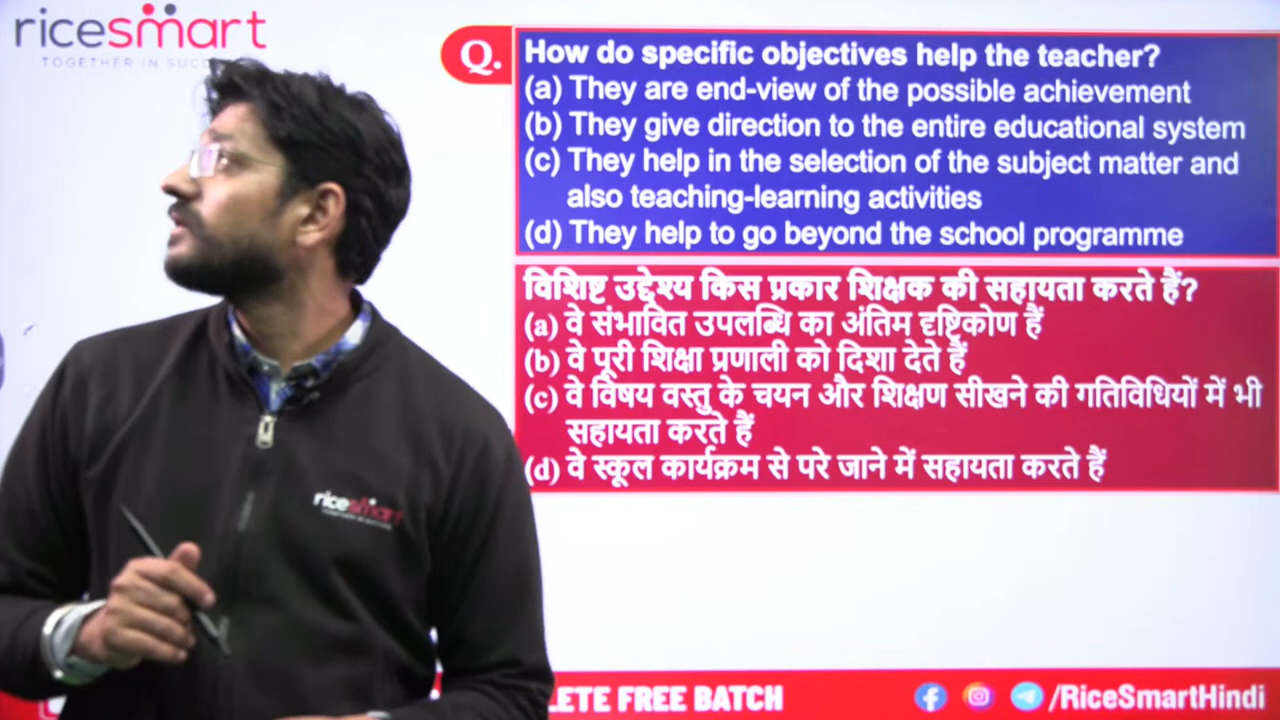 ricesmart
TOGETHER IN SUCC
Q.
How do specific objectives help the teacher?
(a) They are end-view of the possible achievement
(b) They give direction to the entire educational system
(c) They help in the selection of the subject matter and
also teaching-learning activities
(d) They help to go beyond the school programme
विशिष्ट उद्देश्य किस प्रकार शिक्षक की सहायता करते हैं?
(a) वे संभावित उपलब्धि का अंतिम दृष्टिकोण हैं
(b) वे पूरी शिक्षा प्रणाली को दिशा देते हैं
(c) वे विषय वस्तु के चयन और शिक्षण सीखने की गतिविधियों में भी
सहायता करते हैं
(d) वे स्कूल कार्यक्रम से परे जाने में सहायता करते हैं
ricesmart
LETE FREE BATCH
/RiceSmartHindi